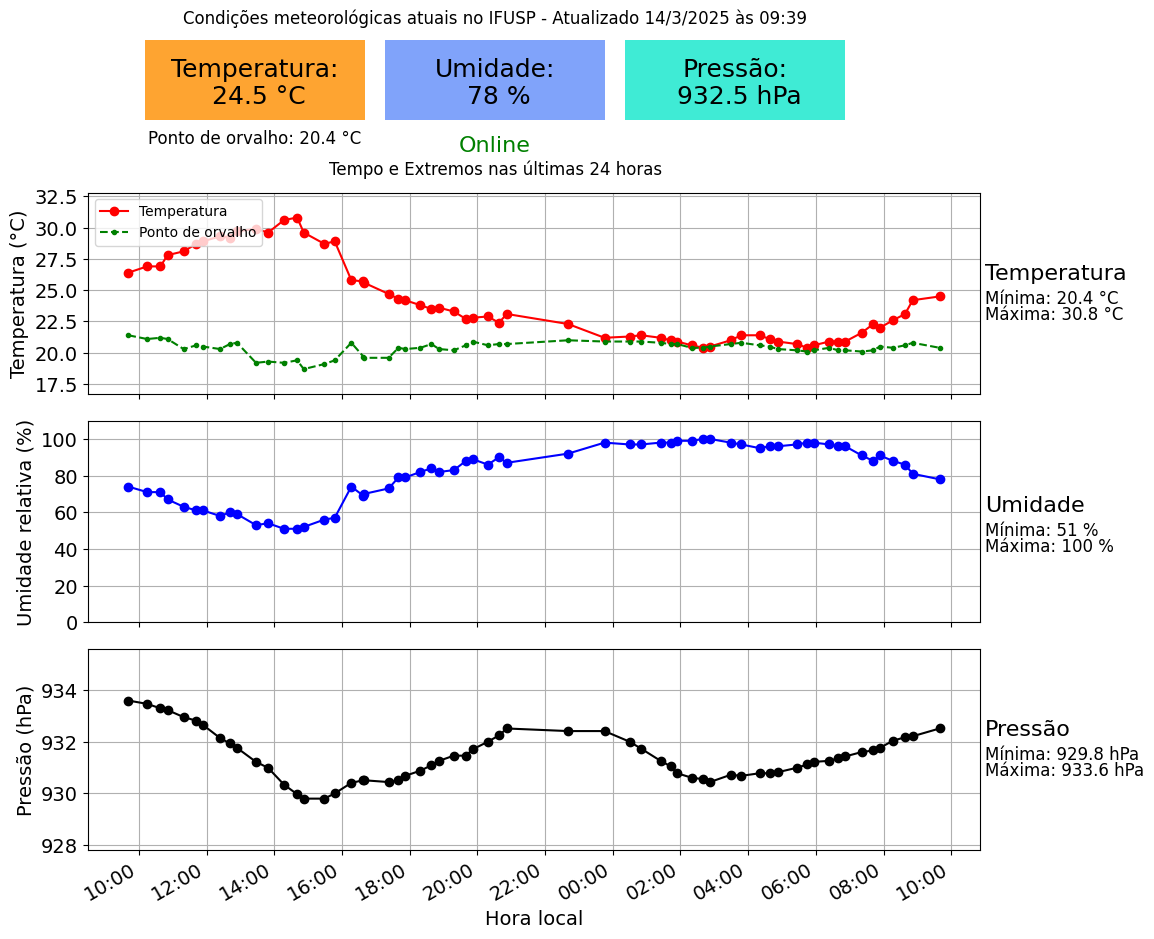 Condições meteorológicas atuais no IFUSP - Atualizado 14/3/2025 às 09:39
Temperatura:
24.5 °C
Umidade:
78 %
Pressão:
932.5 hPa
Ponto de orvalho: 20.4 °C
Online
Tempo e Extremos nas últimas 24 horas
Temperatura (°C)
32.5
30.0
27.5
25.0
22.5
20.0
17.5
Temperatura
Ponto de orvalho
Temperatura
Mínima: 20.4 °C
Máxima: 30.8 °C
Umidade relativa (%)
100
80
60
40
20
0
Umidade
Mínima: 51 %
Máxima: 100 %
Pressão (hPa)
934
932
930
928
Pressão
Mínima: 929.8 hPa
Máxima: 933.6 hPa
10:00
12:00
14:00
16:00
18:00
20:00
22:00
00:00
02:00
04:00
06:00
08:00
10:00
Hora local